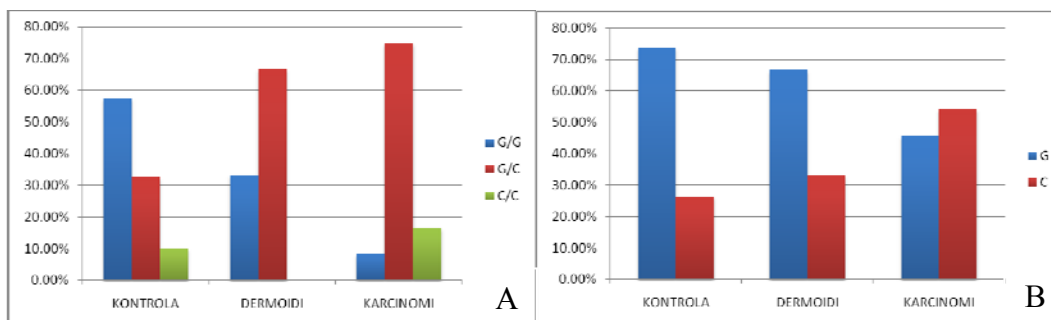 80.00%
70.00%
60.00%
50.00%
40.00%
30.00%
20.00%
10.00%
0.00%
KONTROLA DERMOIDI KARCINOMI
G/G
G/C
C/C
A
80.00%
70.00%
60.00%
50.00%
40.00%
30.00%
20.00%
10.00%
0.00%
KONTROLA DERMOIDI KARCINOMI
G
C
B